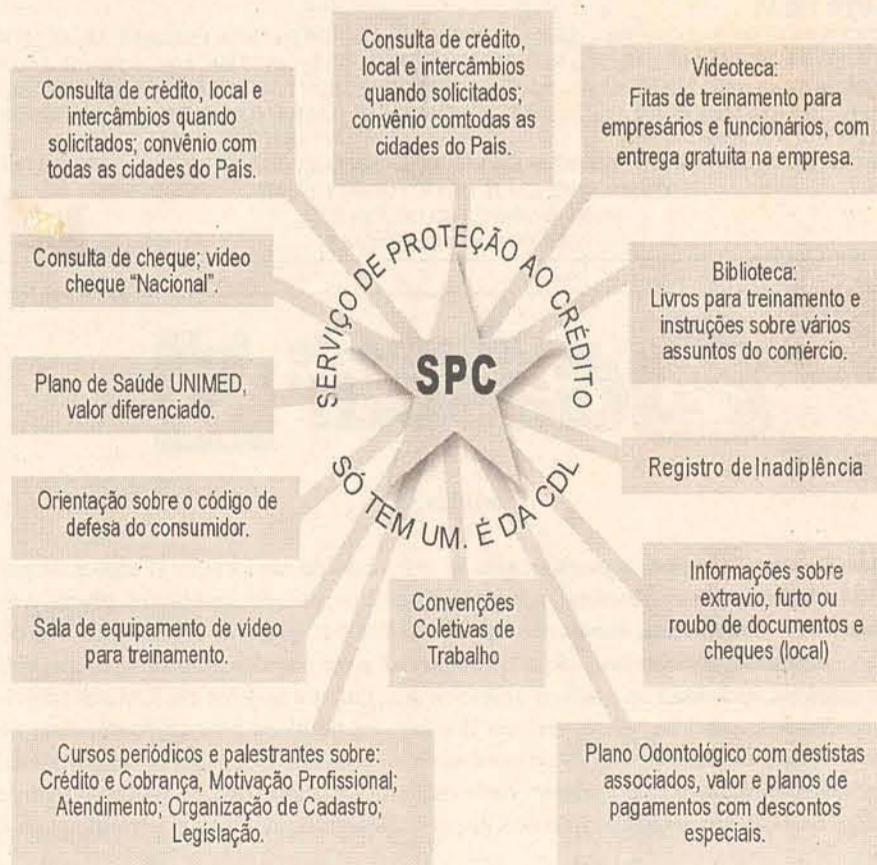 Consulta de crédito, local e
intercâmbios quando
solicitados; convênio com
todas as cidades do País.
Consulta de crédito,
local e intercâmbios
quando solicitados;
convênio comtodas as
cidades do País.
Videoteca:
Fitas de treinamento para
empresários e funcionários, com
entrega gratuita na empresa.
Consulta de cheque; video
cheque “Nacional”.
SERVIÇO DE PROTEÇÃO AO CRÉDITO
SPC
SÓ TEM UM. É DA CDL
Biblioteca:
Livros para treinamento e
instruções sobre vários
assuntos do comércio.
Plano de Saúde UNIMED,
valor diferenciado.
Registro de Inadiplência
Orientação sobre o código de
defesa do consumidor.
Informações sobre
extravio, furto ou
roubo de documentos e
cheques (local)
Sala de equipamento de video
para treinamento.
Convenções
Coletivas de
Trabalho
Cursos periódicos e palestrantes sobre:
Crédito e Cobrança, Motivação Profissional;
Atendimento; Organização de Cadastro;
Legislação.
Plano Odontológico com destistas
associados, valor e planos de
pagamentos com descontos
especiais.